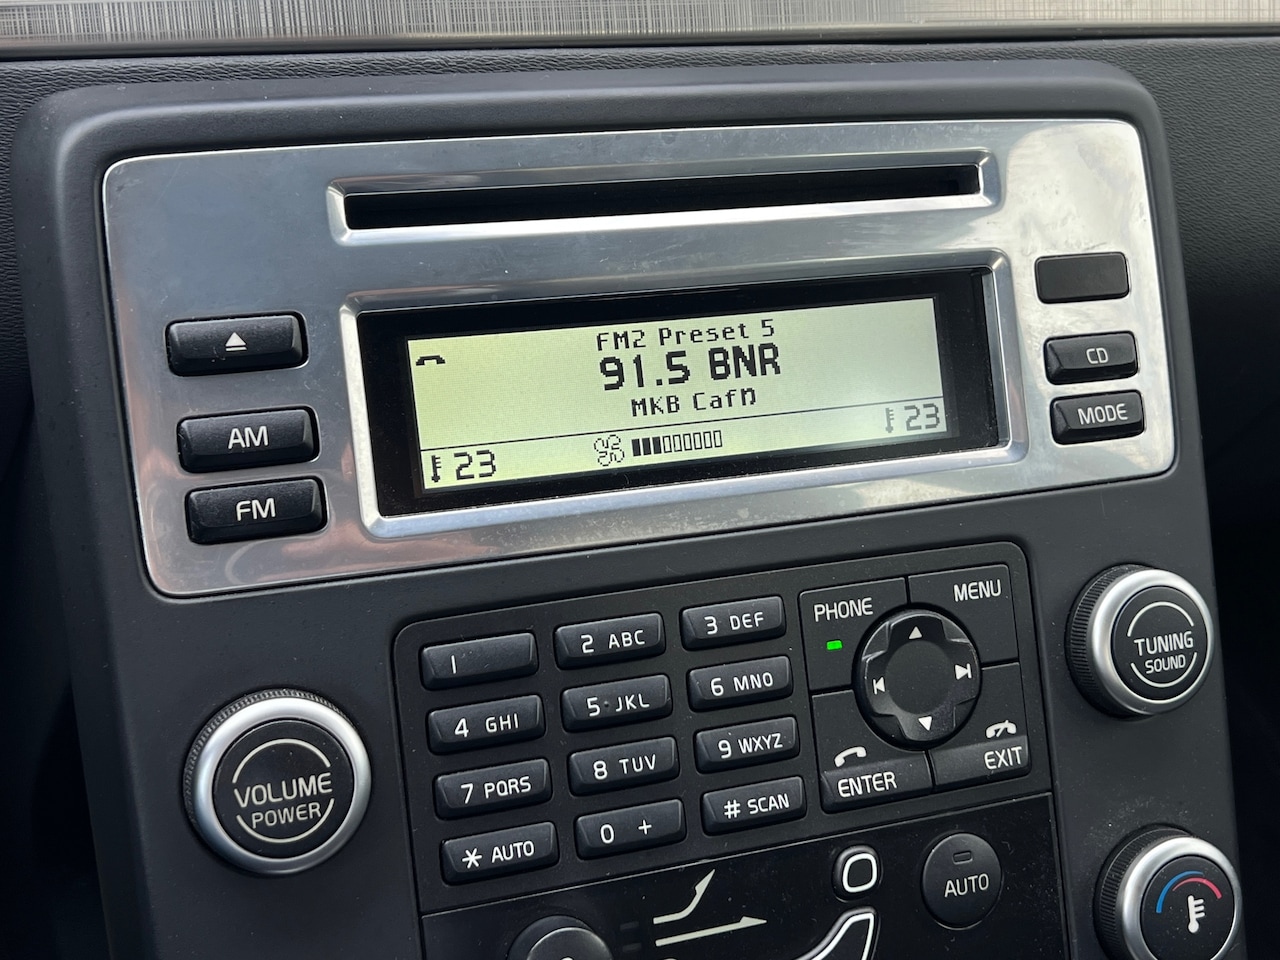 FM2 Preset 5
91.5 BNR
MKB Cafn
23
23
AM
FM
CD
MODE
PHONE
MENU
ENTER
EXIT
1
2 ABC
3 DEF
4 GHI
5 JKL
6 MNO
7 PQRS
8 TUV
9 WXYZ
* AUTO
0 +
# SCAN
VOLUME
POWER
TUNING
SOUND
AUTO